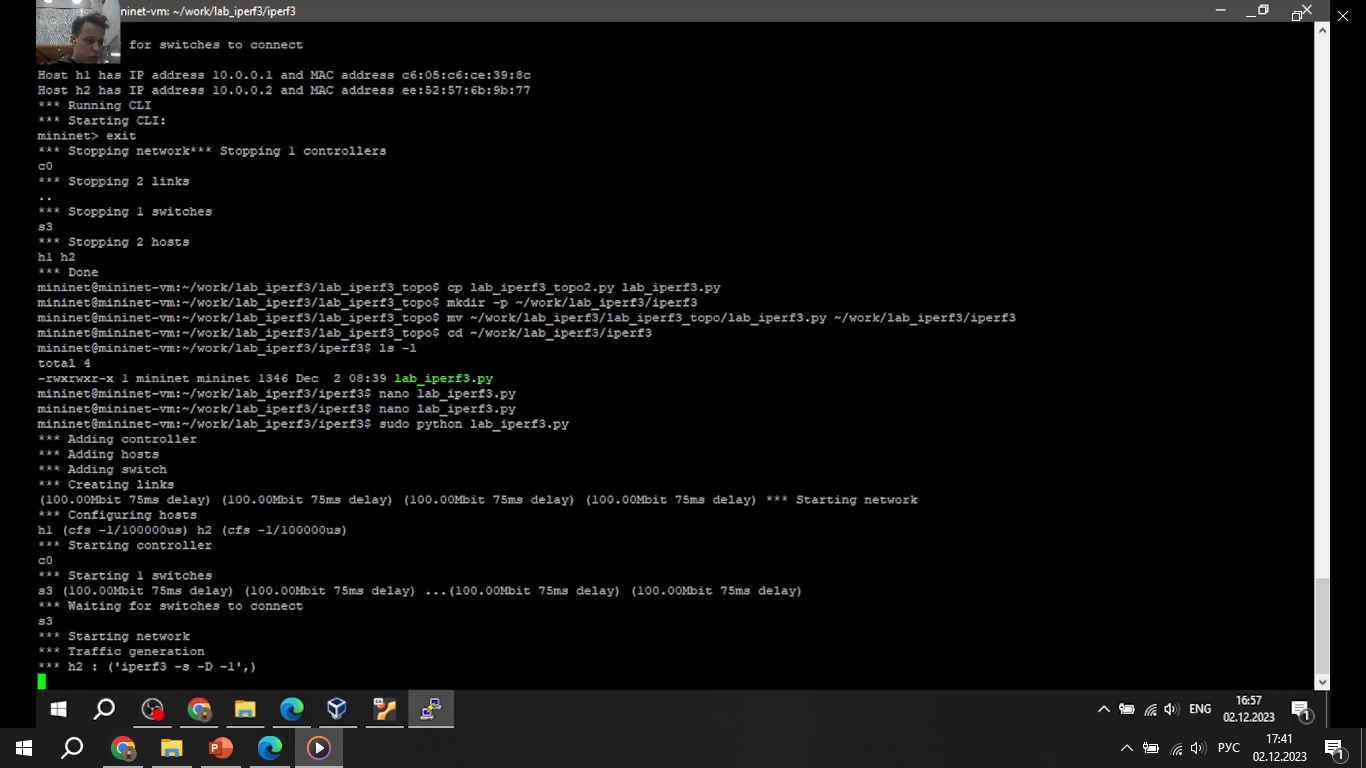 mininet-vm: ~/work/lab_iperf3/iperf3
for switches to connect
Host h1 has IP address 10.0.0.1 and MAC address c6:05:c6:ce:39:8c
Host h2 has IP address 10.0.0.2 and MAC address ee:52:57:6b:9b:77
*** Running CLI
*** Starting CLI:
mininet> exit
*** Stopping network*** Stopping 1 controllers
c0
*** Stopping 2 links
..
*** Stopping 1 switches
s3
*** Stopping 2 hosts
h1 h2
*** Done
mininet@mininet-vm:~/work/lab_iperf3/lab_iperf3_topo$ cp lab_iperf3_topo2.py lab_iperf3.py
mininet@mininet-vm:~/work/lab_iperf3/lab_iperf3_topo$ mkdir -p ~/work/lab_iperf3/iperf3
mininet@mininet-vm:~/work/lab_iperf3/lab_iperf3_topo$ mv ~/work/lab_iperf3/lab_iperf3_topo/lab_iperf3.py ~/work/lab_iperf3/iperf3
mininet@mininet-vm:~/work/lab_iperf3/lab_iperf3_topo$ cd ~/work/lab_iperf3/iperf3
mininet@mininet-vm:~/work/lab_iperf3/iperf3$ ls -l
total 4
-rwxrwxr-x 1 mininet mininet 1346 Dec  2 08:39 lab_iperf3.py
mininet@mininet-vm:~/work/lab_iperf3/iperf3$ nano lab_iperf3.py
mininet@mininet-vm:~/work/lab_iperf3/iperf3$ nano lab_iperf3.py
mininet@mininet-vm:~/work/lab_iperf3/iperf3$ sudo python lab_iperf3.py
*** Adding controller
*** Adding hosts
*** Adding switch
*** Creating links
(100.00Mbit 75ms delay) (100.00Mbit 75ms delay) (100.00Mbit 75ms delay) (100.00Mbit 75ms delay) *** Starting network
*** Configuring hosts
h1 (cfs -1/100000us) h2 (cfs -1/100000us)
*** Starting controller
c0
*** Starting 1 switches
s3 (100.00Mbit 75ms delay) (100.00Mbit 75ms delay) ...(100.00Mbit 75ms delay) (100.00Mbit 75ms delay)
*** Waiting for switches to connect
s3
*** Starting network
*** Traffic generation
*** h2 : ('iperf3 -s -D -1',)
ENG
16:57
02.12.2023
1
РУС
17:41
02.12.2023
1